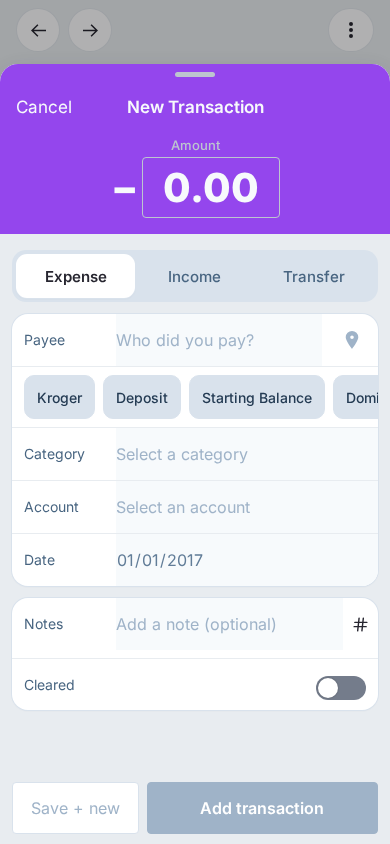 Cancel New Transaction
Amount
– 0.00
Expense Income Transfer
Payee Who did you pay?
Kroger Deposit Starting Balance Domi
Category Select a category
Account Select an account
Date 01/01/2017
Notes Add a note (optional) #
Cleared
Save + new Add transaction